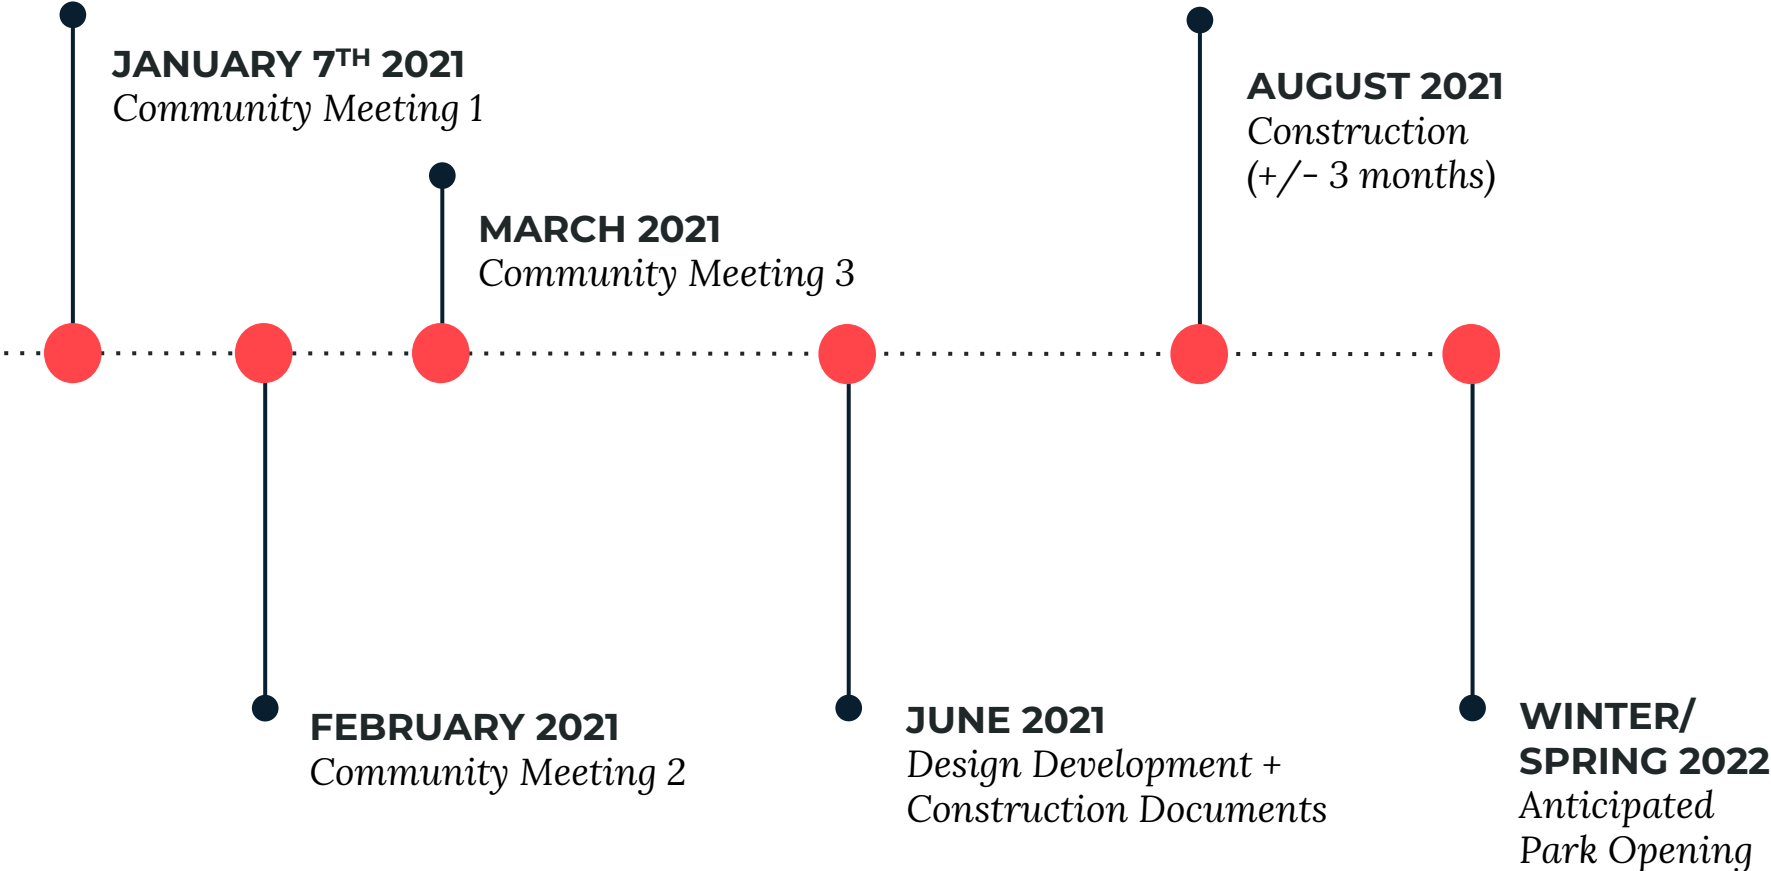 JANUARY 7TH 2021
Community Meeting 1
FEBRUARY 2021
Community Meeting 2
MARCH 2021
Community Meeting 3
JUNE 2021
Design Development +
Construction Documents
AUGUST 2021
Construction
(+/- 3 months)
WINTER/
SPRING 2022
Anticipated
Park Opening